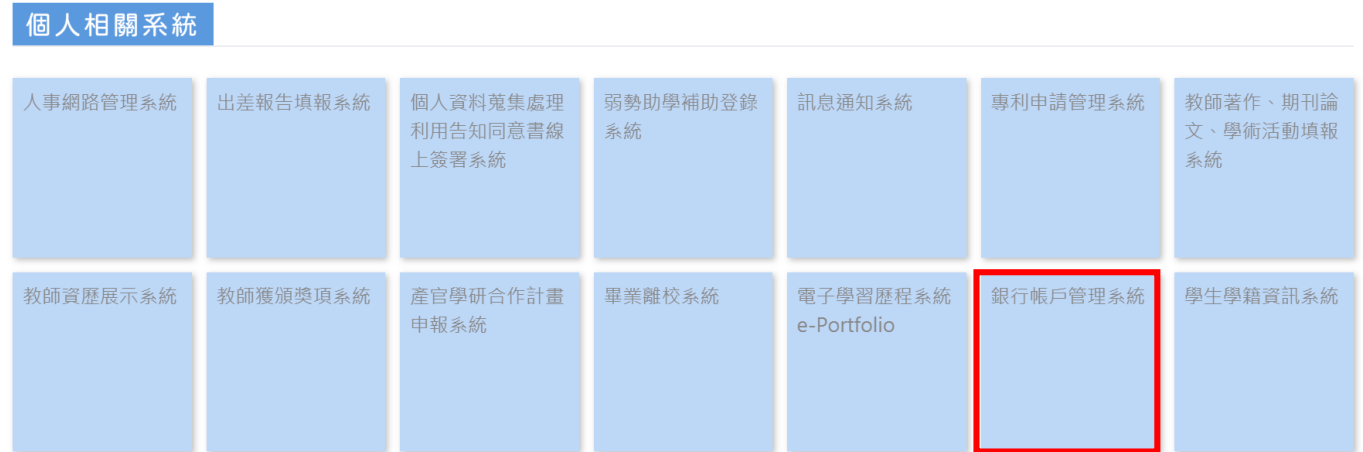 個人相關系統
人事網路管理系統
出差報告填報系統
個人資料蒐集處理
利用告知同意書線
上簽署系統
弱勢助學補助登錄
系統
訊息通知系統
專利申請管理系統
教師著作、期刊論
文、學術活動填報
系統
教師資歷展示系統
教師獲頒獎項系統
產官學研合作計畫
申報系統
畢業離校系統
電子學習歷程系統
e-Portfolio
銀行帳戶管理系統
學生學籍資訊系統